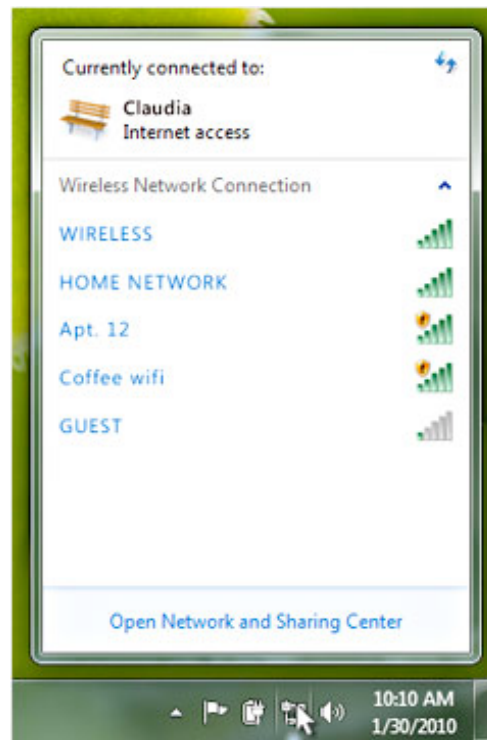 Currently connected to:
Claudia
Internet access
Wireless Network Connection
WIRELESS
HOME NETWORK
Apt. 12
Coffee wifi
GUEST
Open Network and Sharing Center
10:10 AM
1/30/2010